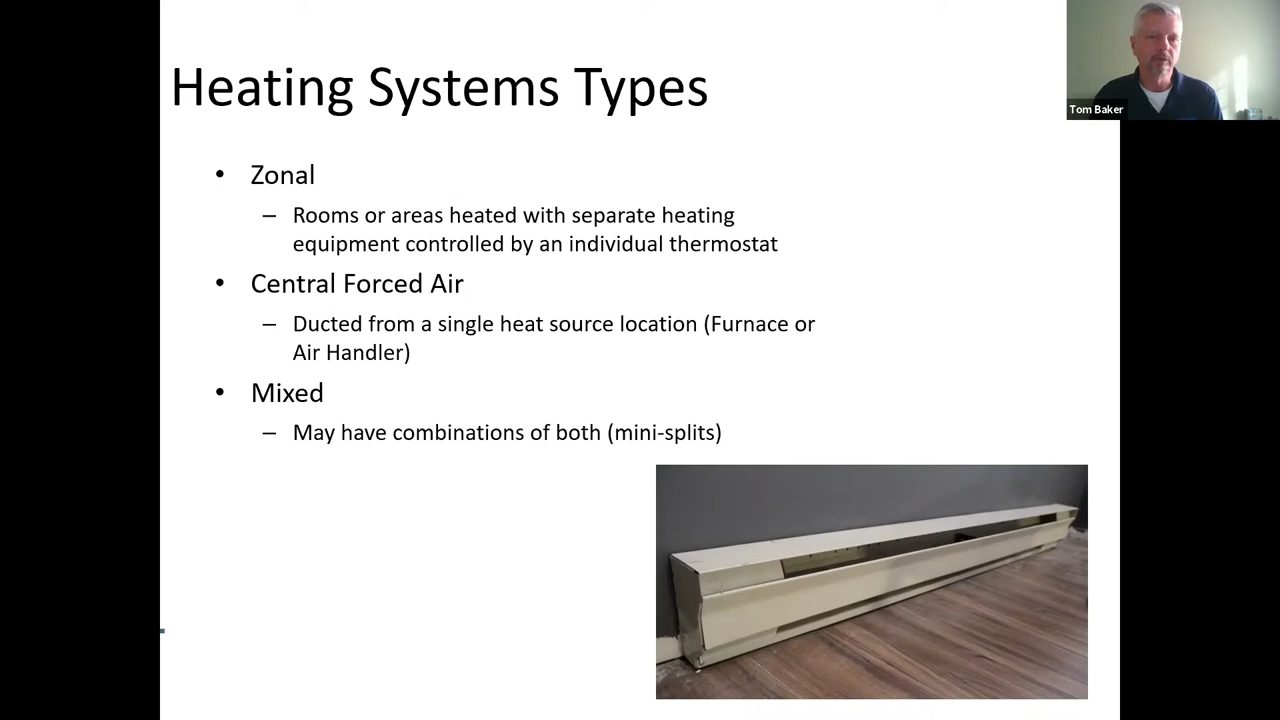 Heating Systems Types
Tom Baker
• Zonal
– Rooms or areas heated with separate heating
equipment controlled by an individual thermostat
• Central Forced Air
– Ducted from a single heat source location (Furnace or
Air Handler)
• Mixed
– May have combinations of both (mini-splits)